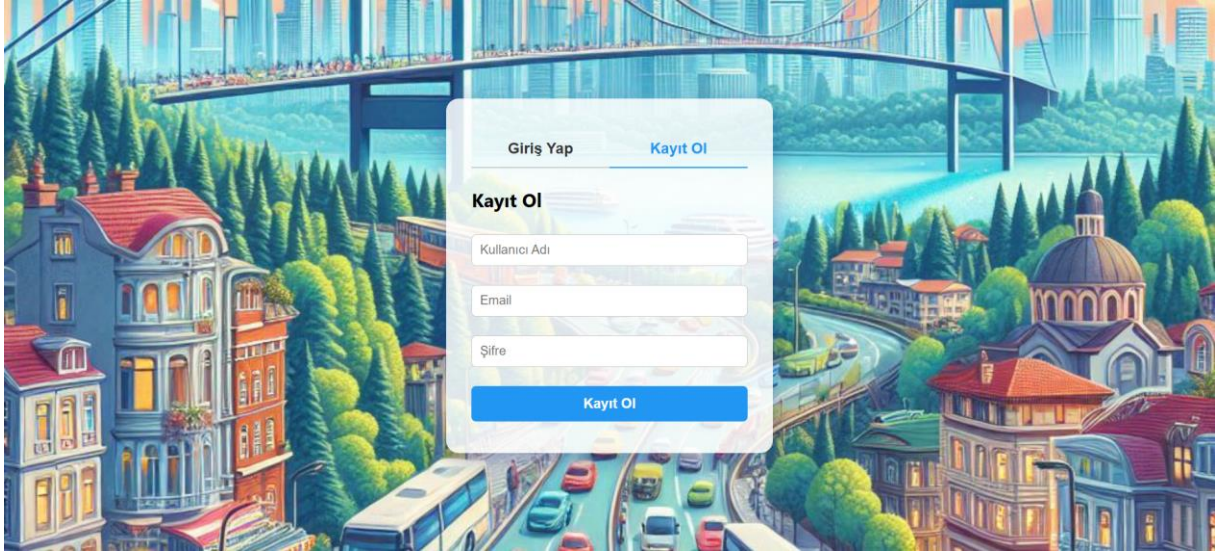 Giriş Yap
Kayıt Ol
Kayıt Ol
Kullanıcı Adı
Email
Şifre
Kayıt Ol